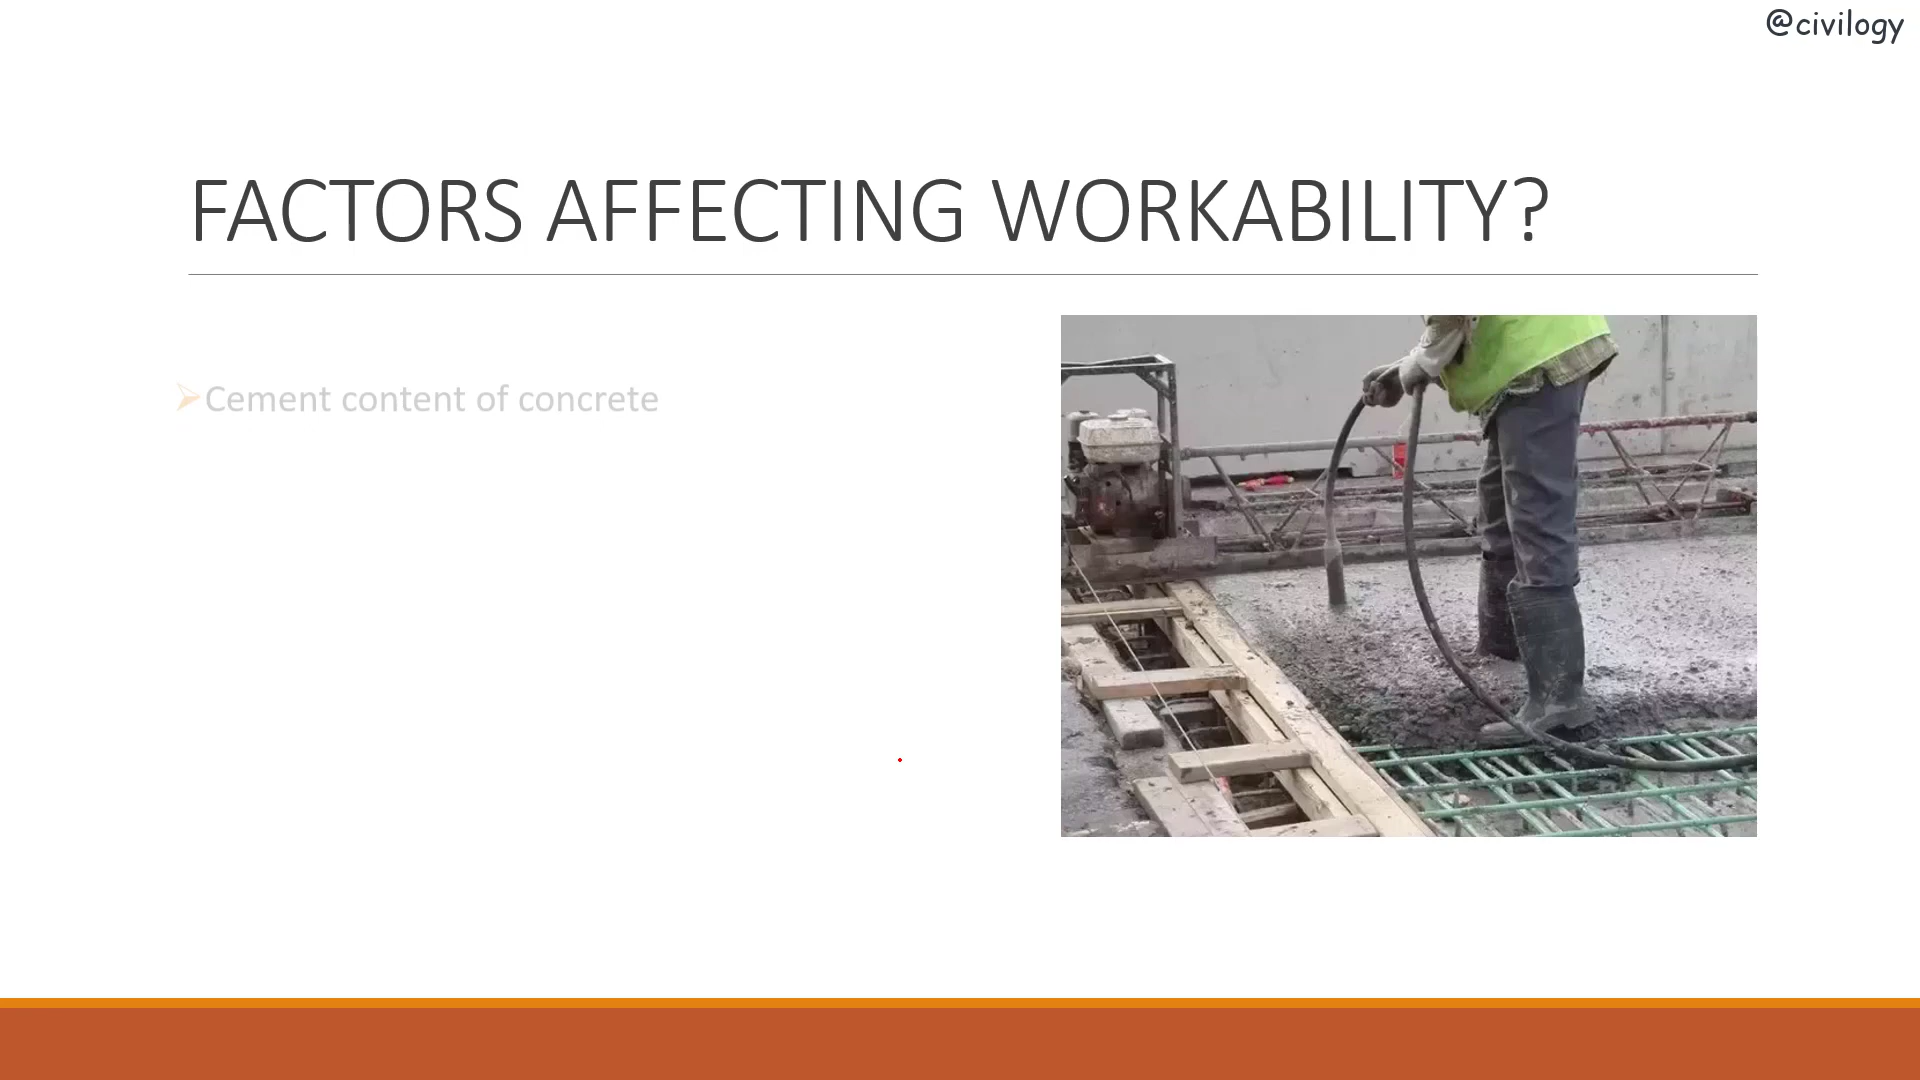 @civilogy
FACTORS AFFECTING WORKABILITY?
Cement content of concrete